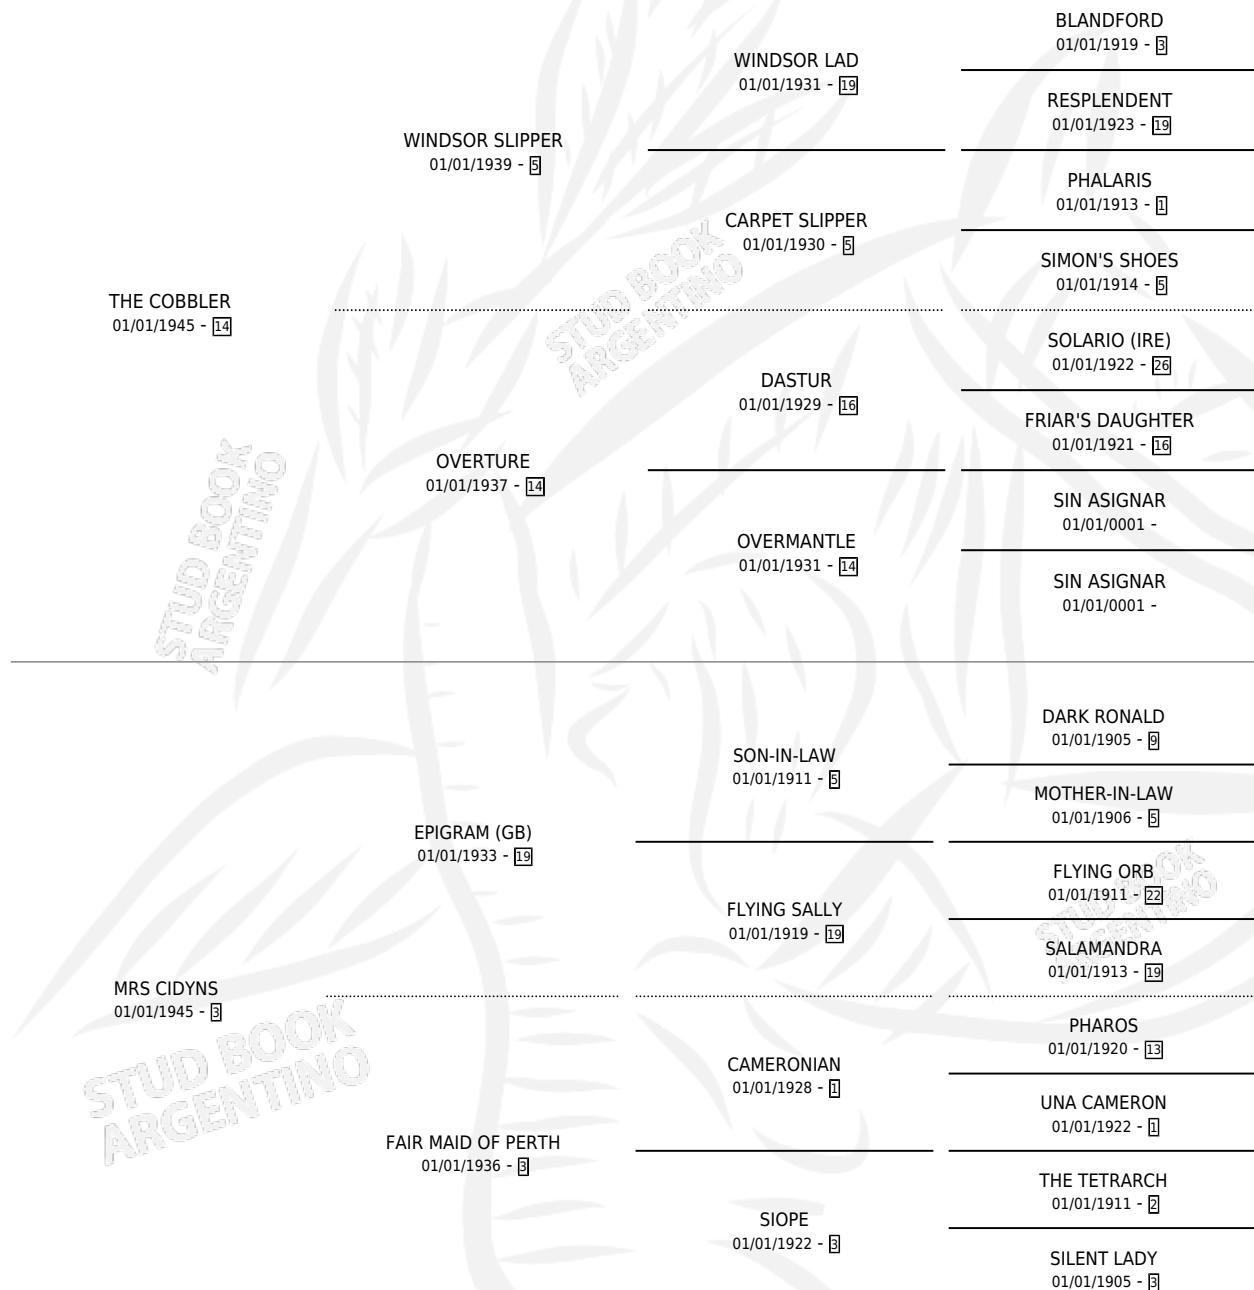 BLANDFORD
01/01/1919 - 3
WINDSOR LAD
01/01/1931 - 19
RESPLENDENT
01/01/1923 - 19
WINDSOR SLIPPER
01/01/1939 - 5
PHALARIS
01/01/1913 - 1
CARPET SLIPPER
01/01/1930 - 5
SIMON'S SHOES
01/01/1914 - 5
THE COBBLER
01/01/1945 - 14
SOLARIO (IRE)
01/01/1922 - 26
DASTUR
01/01/1929 - 16
FRIAR'S DAUGHTER
01/01/1921 - 16
OVERTURE
01/01/1937 - 14
SIN ASIGNAR
01/01/0001 -
OVERMANTLE
01/01/1931 - 14
SIN ASIGNAR
01/01/0001 -
DARK RONALD
01/01/1905 - 9
SON-IN-LAW
01/01/1911 - 5
MOTHER-IN-LAW
01/01/1906 - 5
EPIGRAM (GB)
01/01/1933 - 19
FLYING ORB
01/01/1911 - 22
FLYING SALLY
01/01/1919 - 19
SALAMANDRA
01/01/1913 - 19
MRS CIDYNS
01/01/1945 - 3
PHAROS
01/01/1920 - 13
CAMERONIAN
01/01/1928 - 1
UNA CAMERON
01/01/1922 - 1
FAIR MAID OF PERTH
01/01/1936 - 3
THE TETRARCH
01/01/1911 - 2
SIOPE
01/01/1922 - 3
SILENT LADY
01/01/1905 - 3
STUD BOOK
ARGENTINO
STUD BOOK
ARGENTINO
STUD BOOK
ARGENTINO
STUD BOOK
ARGENTINO